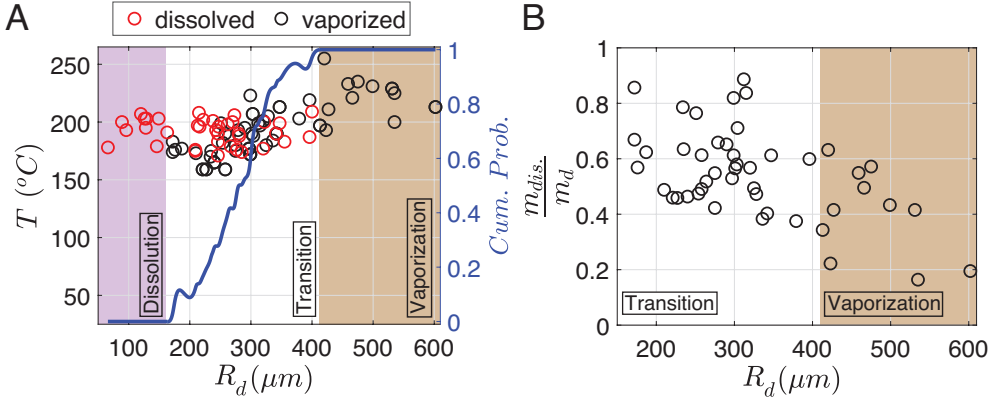 A
dissolved
vaporized
250
200
150
100
50
T (°C)
Dissolution
Transition
Vaporization
1
0.8
0.6
0.4
0.2
0
Cum. Prob.
100 200 300 400 500 600
R_d(μm)
B
1
0.8
0.6
0.4
0.2
0
m_dis.
m_d
Transition
Vaporization
200 300 400 500 600
R_d(μm)